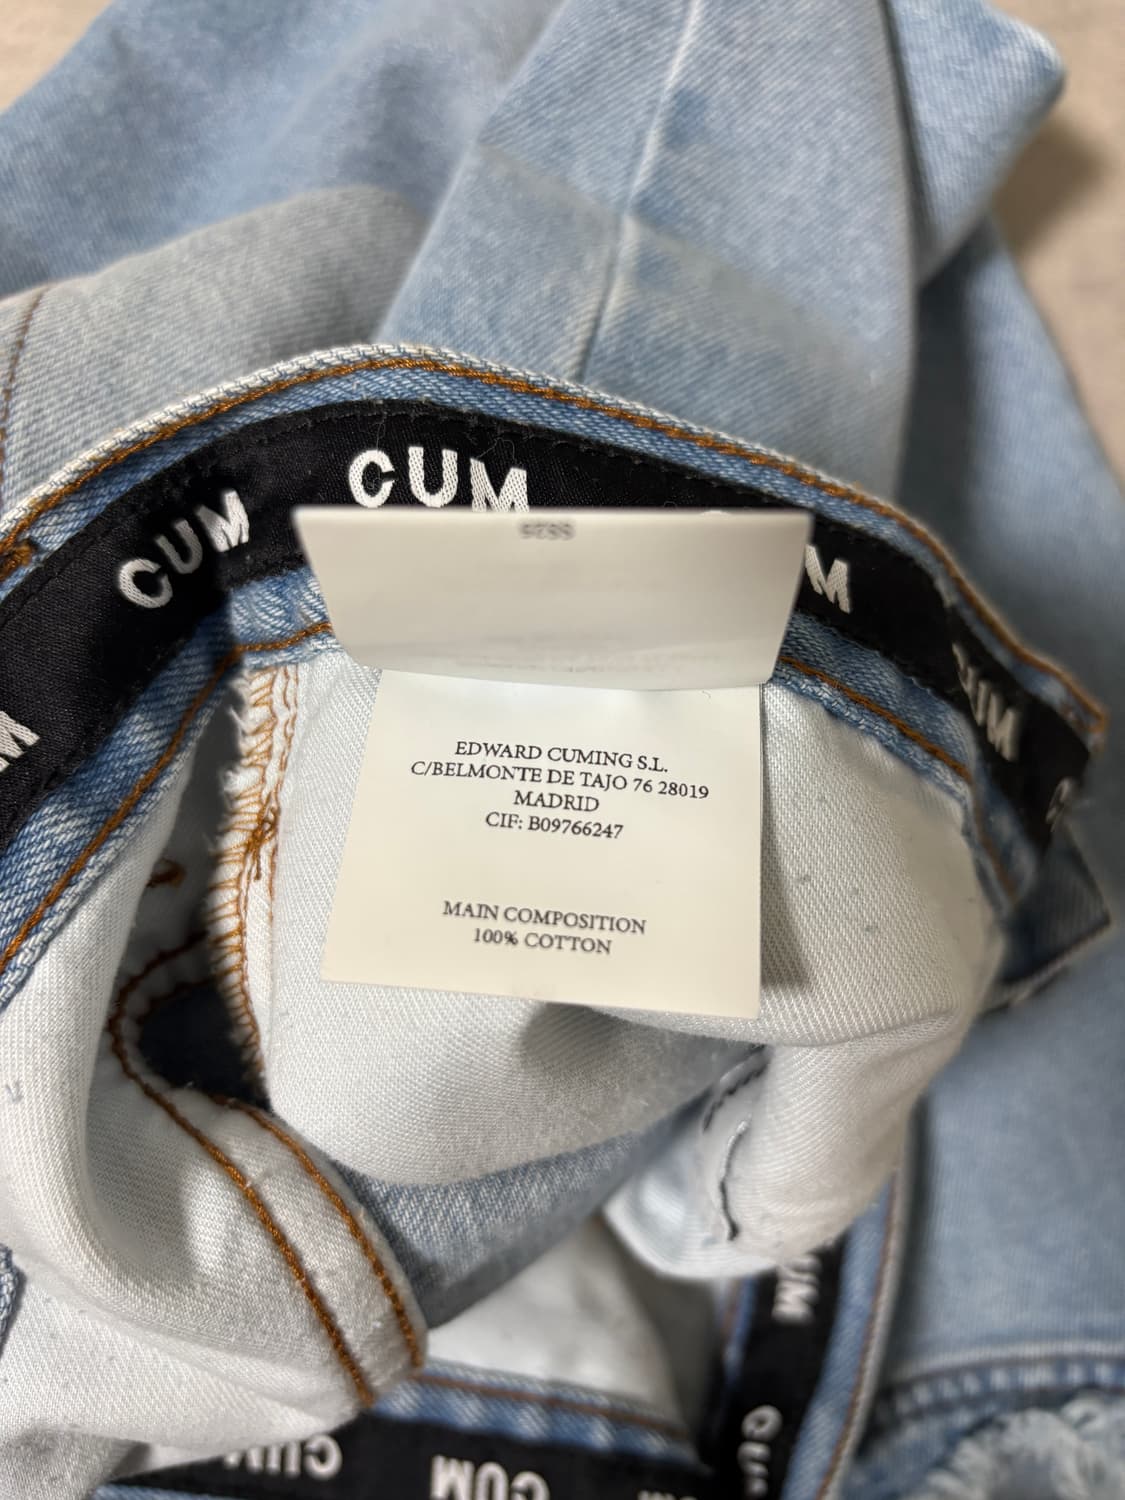 CUM
CUM
SS26
M
CUM
EDWARD CUMING S.L.
C/BELMONTE DE TAJO 76 28019
MADRID
CIF: B09766247
MAIN COMPOSITION
100% COTTON
CUM
CUM